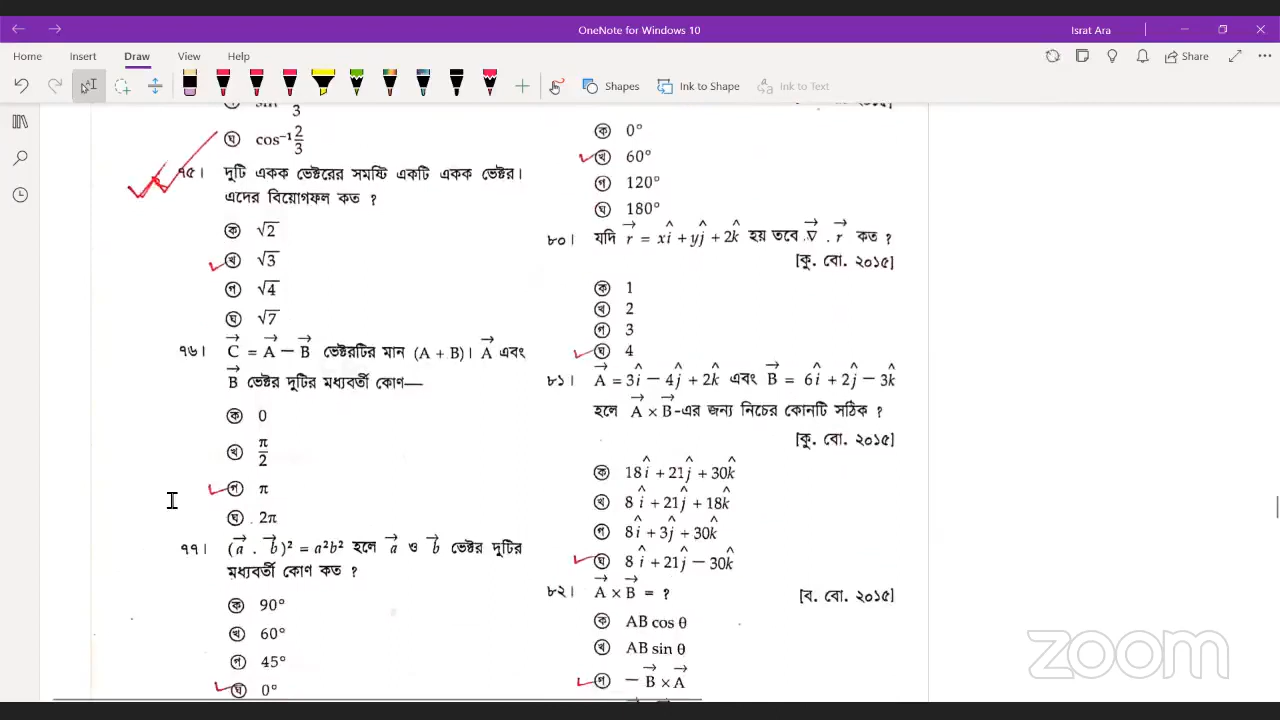 OneNote for Windows 10
Israt Ara
Home Insert Draw View Help
Share
Shapes
Ink to Shape
Ink to Text
3
ঘ cos⁻¹ 2/3
৭৫। দুটি একক ভেক্টরের সমষ্টি একটি একক ভেক্টর।
এদের বিয়োগফল কত ?
ক √2
খ √3
গ √4
ঘ √7
৭৬। C⃗ = A⃗ − B⃗ ভেক্টরটির মান (A + B)। A⃗ এবং
B⃗ ভেক্টর দুটির মধ্যবর্তী কোণ—
ক 0
খ π/2
গ π
ঘ 2π
৭৭। (a⃗ . b⃗)² = a²b² হলে a⃗ ও b⃗ ভেক্টর দুটির
মধ্যবর্তী কোণ কত ?
ক 90°
খ 60°
গ 45°
ঘ 0°
ক 0°
খ 60°
গ 120°
ঘ 180°
৮০। যদি r⃗ = xî + yĵ + 2k̂ হয় তবে ∇⃗ . r⃗ কত ?
[কু. বো. ২০১৫]
ক 1
খ 2
গ 3
ঘ 4
৮১। A⃗ = 3î − 4ĵ + 2k̂ এবং B⃗ = 6î + 2ĵ − 3k̂
হলে A⃗ × B⃗-এর জন্য নিচের কোনটি সঠিক ?
[কু. বো. ২০১৫]
ক 18î + 21ĵ + 30k̂
খ 8î + 21ĵ + 18k̂
গ 8î + 3ĵ + 30k̂
ঘ 8î + 21ĵ − 30k̂
৮২। A⃗ × B⃗ = ? [ব. বো. ২০১৫]
ক AB cos θ
খ AB sin θ
গ − B⃗ × A⃗
zoom